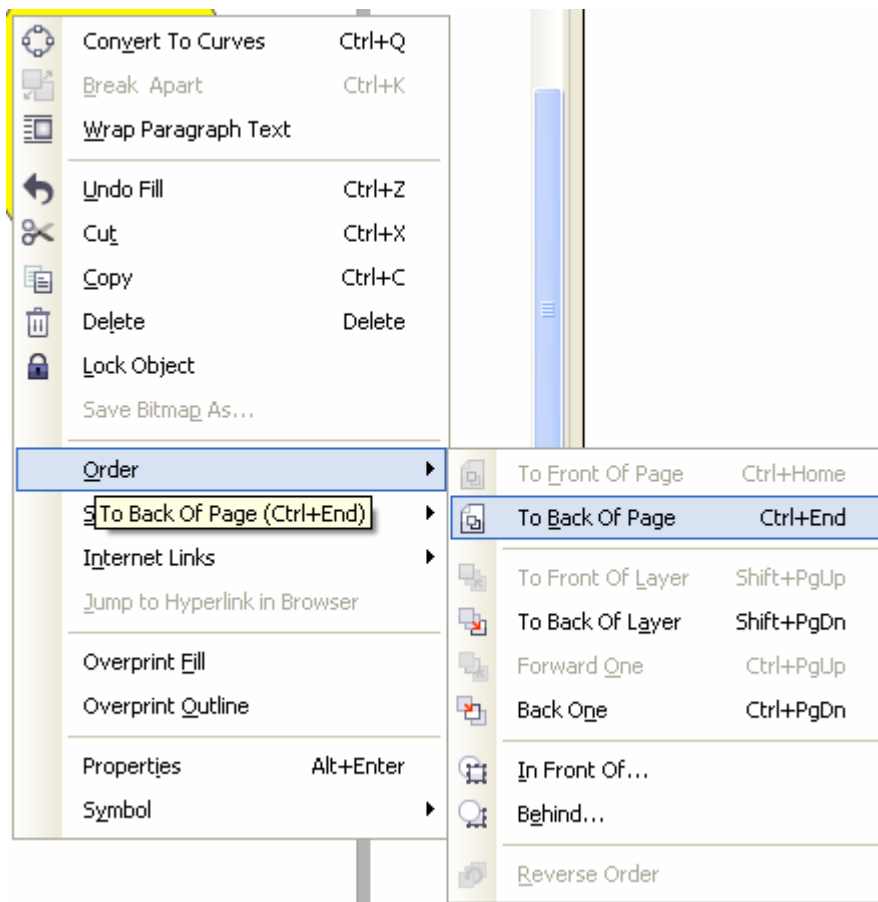 Convert To Curves Ctrl+Q
Break Apart Ctrl+K
Wrap Paragraph Text
Undo Fill Ctrl+Z
Cut Ctrl+X
Copy Ctrl+C
Delete Delete
Lock Object
Save Bitmap As...
Order
S
To Back Of Page (Ctrl+End)
Internet Links
Jump to Hyperlink in Browser
Overprint Fill
Overprint Outline
Properties Alt+Enter
Symbol
To Front Of Page Ctrl+Home
To Back Of Page Ctrl+End
To Front Of Layer Shift+PgUp
To Back Of Layer Shift+PgDn
Forward One Ctrl+PgUp
Back One Ctrl+PgDn
In Front Of...
Behind...
Reverse Order